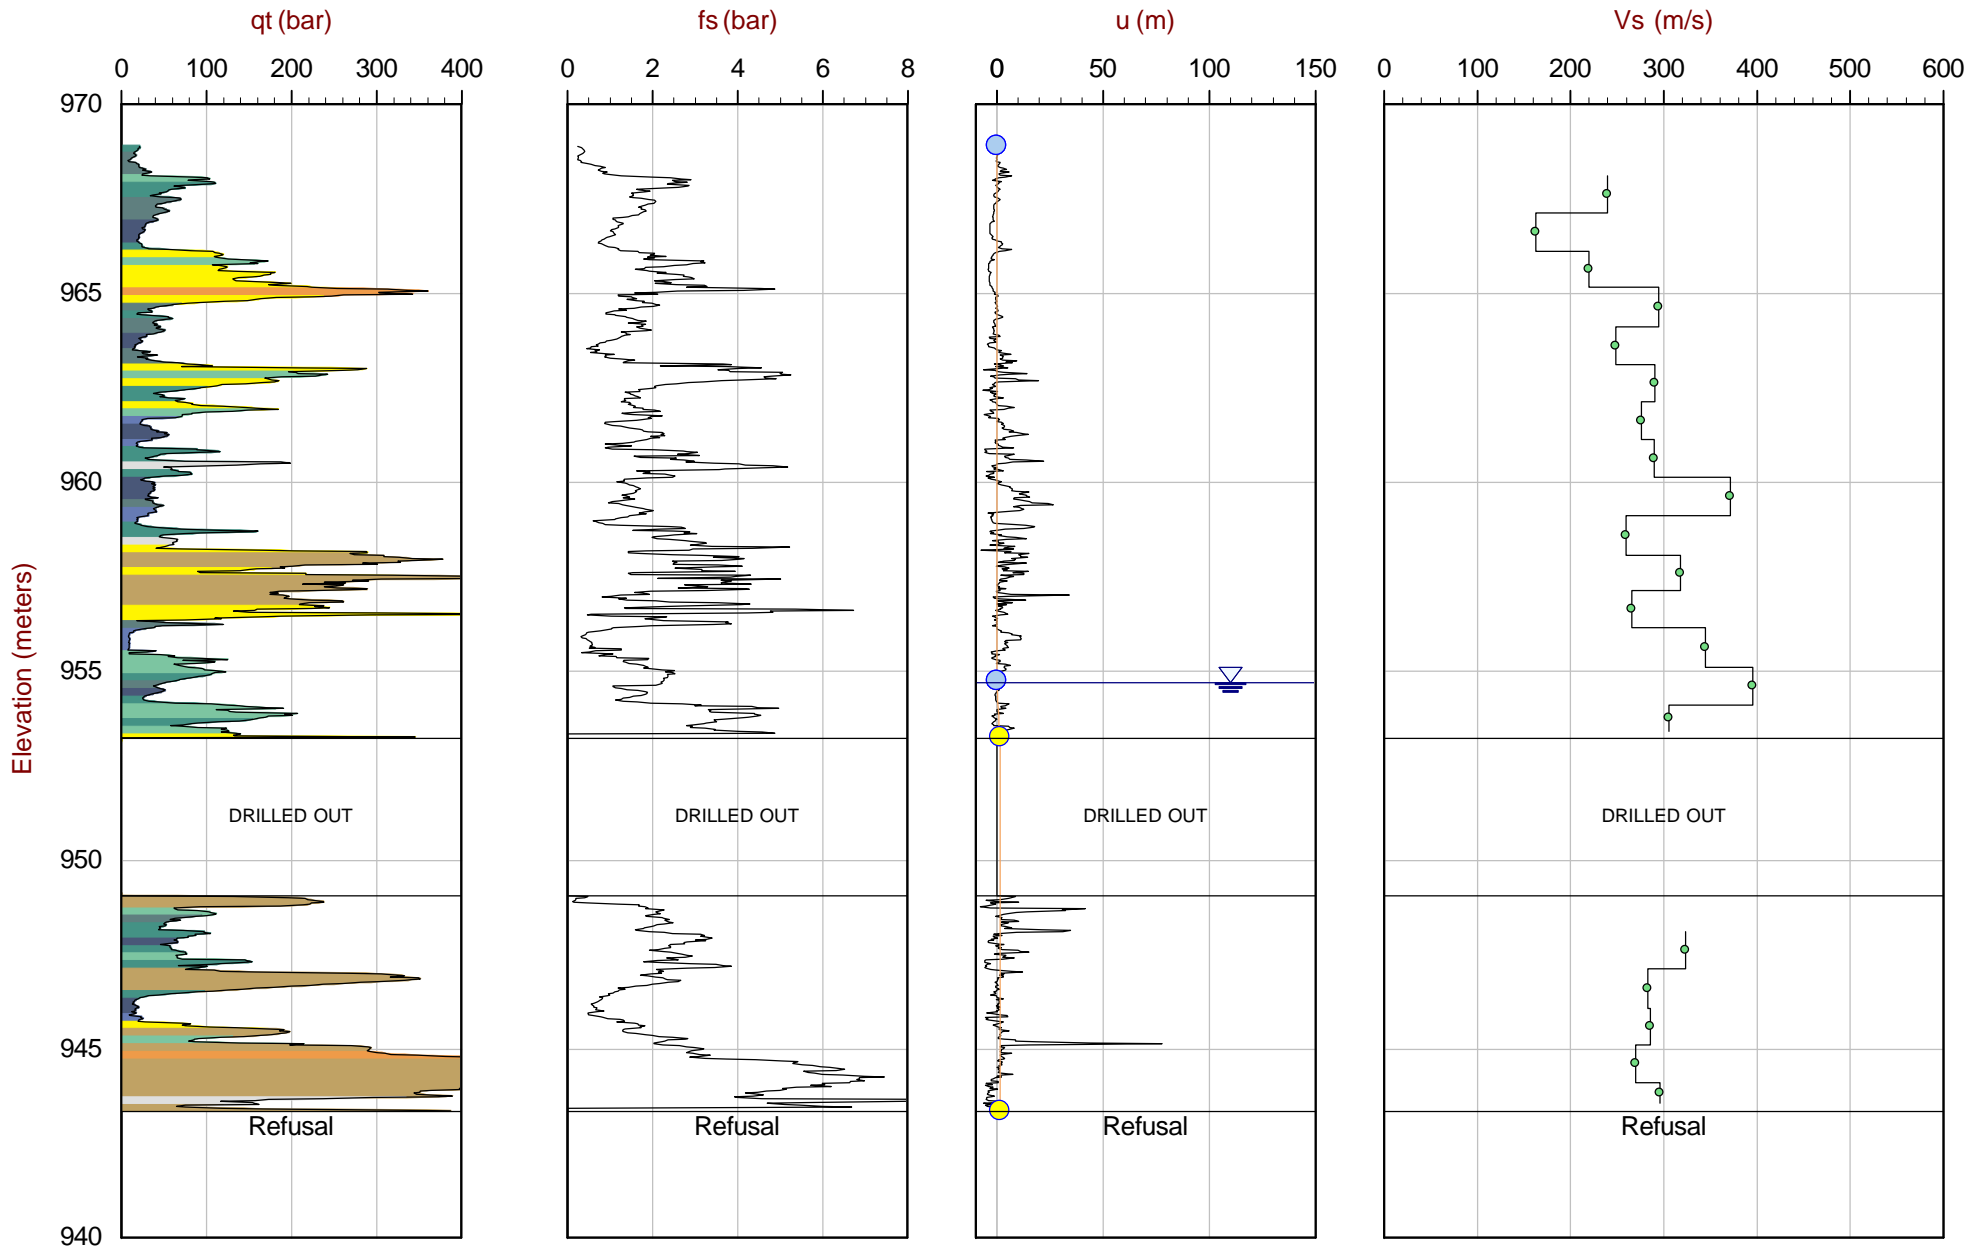 qt (bar) fs (bar) u (m) Vs (m/s)
0 100 200 300 400 0 2 4 6 8 0 50 100 150 0 100 200 300 400 500 600
970
965
960
955
950
945
940
Elevation (meters)
DRILLED OUT DRILLED OUT DRILLED OUT DRILLED OUT
Refusal Refusal Refusal Refusal